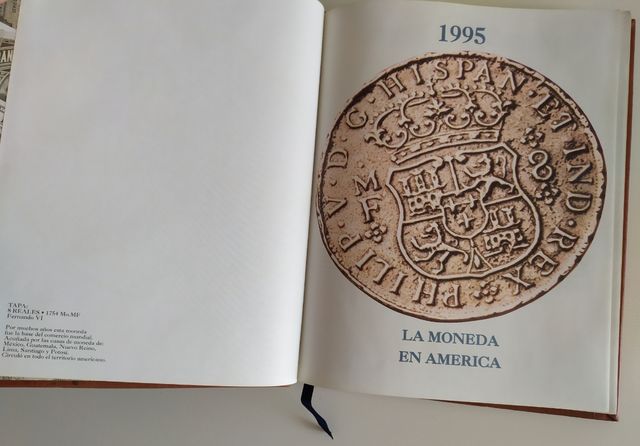 TAPA:
8 REALES • 1754 Mo.MF
Fernando VI
Por muchos años esta moneda
fue la base del comercio mundial.
Acuñada por las casas de moneda de:
México, Guatemala, Nuevo Reino,
Lima, Santiago y Potosí.
Circuló en todo el territorio americano.
1995
PHILIP·V·D·G·HISPAN·ET IND·REX
MF
8
LA MONEDA
EN AMERICA